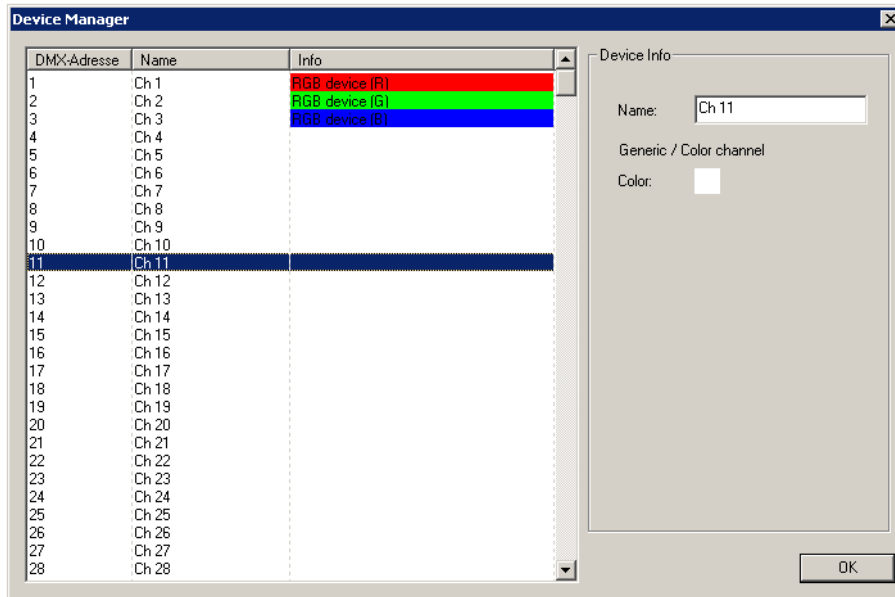 Device Manager
DMX-Adresse Name Info
1 Ch 1 RGB device (R)
2 Ch 2 RGB device (G)
3 Ch 3 RGB device (B)
4 Ch 4
5 Ch 5
6 Ch 6
7 Ch 7
8 Ch 8
9 Ch 9
10 Ch 10
11 Ch 11
12 Ch 12
13 Ch 13
14 Ch 14
15 Ch 15
16 Ch 16
17 Ch 17
18 Ch 18
19 Ch 19
20 Ch 20
21 Ch 21
22 Ch 22
23 Ch 23
24 Ch 24
25 Ch 25
26 Ch 26
27 Ch 27
28 Ch 28
Device Info
Name: Ch 11
Generic / Color channel
Color:
OK